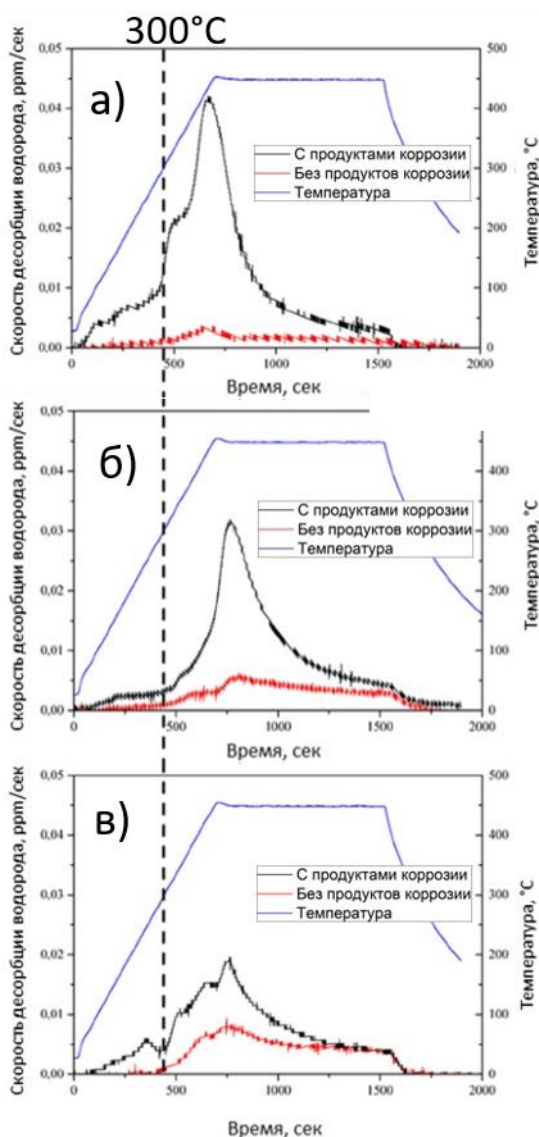 300°C
а)
Скорость десорбции водорода, ppm/сек
0,05
0,04
0,03
0,02
0,01
0,00
С продуктами коррозии
Без продуктов коррозии
Температура
500
400
300
200
100
0
Температура, °C
0 500 1000 1500 2000
Время, сек
б)
Скорость десорбции водорода, ppm/сек
0,05
0,04
0,03
0,02
0,01
0,00
С продуктами коррозии
Без продуктов коррозии
Температура
400
300
200
100
0
Температура, °C
0 500 1000 1500 2000
Время, сек
в)
Скорость десорбции водорода, ppm/сек
0,05
0,04
0,03
0,02
0,01
0,00
С продуктами коррозии
Без продуктов коррозии
Температура
500
400
300
200
100
0
Температура, °C
0 500 1000 1500 2000
Время, сек